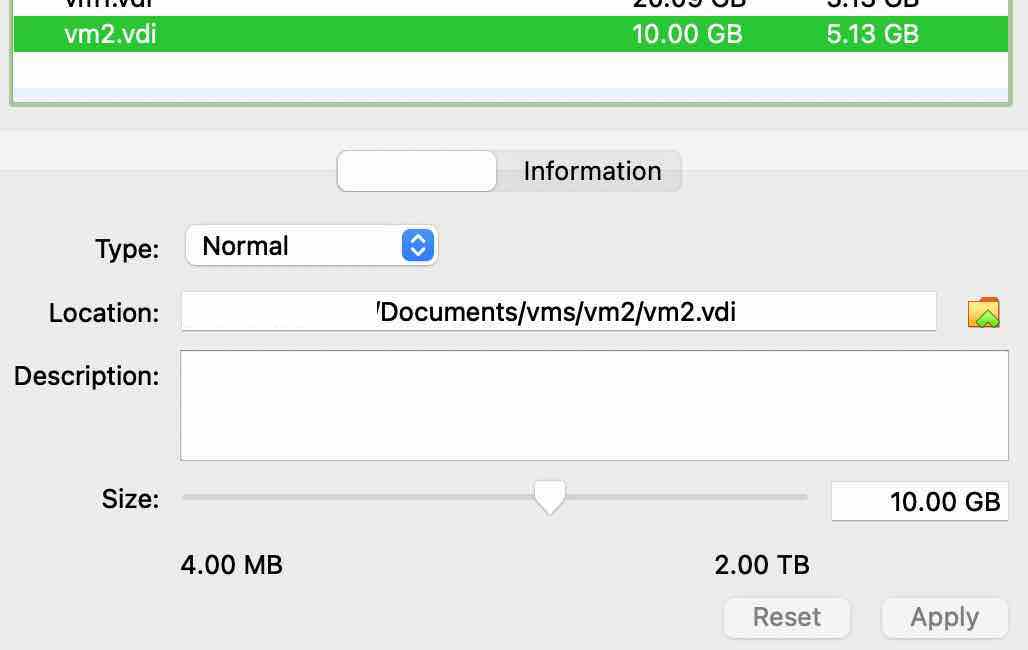 vm1.vdi 20.09 GB 5.13 GB
vm2.vdi 10.00 GB 5.13 GB
Information
Type: Normal
Location: /Documents/vms/vm2/vm2.vdi
Description:
Size: 10.00 GB
4.00 MB 2.00 TB
Reset Apply